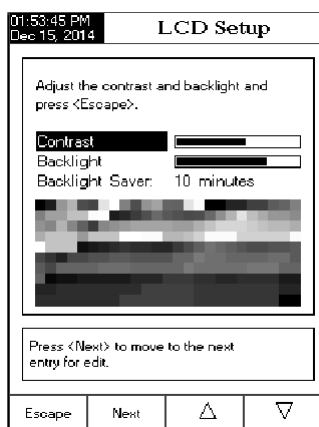 01:53:45 PM
Dec 15, 2014
LCD Setup
Adjust the contrast and backlight and
press <Escape>.
Contrast
Backlight
Backlight Saver: 10 minutes
Press <Next> to move to the next
entry for edit.
Escape
Next